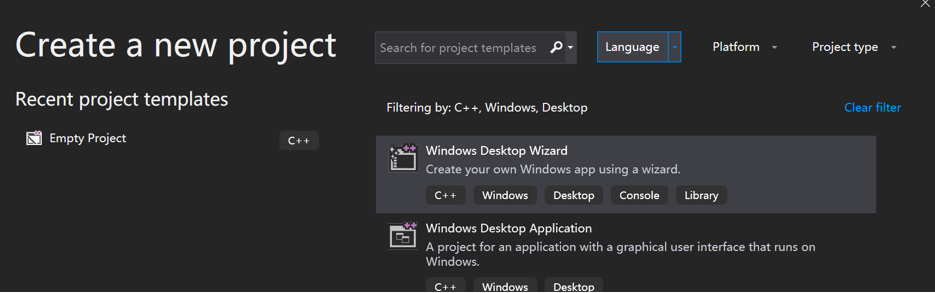 Create a new project
Search for project templates
Language
Platform
Project type
Recent project templates
Filtering by: C++, Windows, Desktop
Clear filter
Empty Project
C++
Windows Desktop Wizard
Create your own Windows app using a wizard.
C++ Windows Desktop Console Library
Windows Desktop Application
A project for an application with a graphical user interface that runs on
Windows.
C++ Windows Desktop